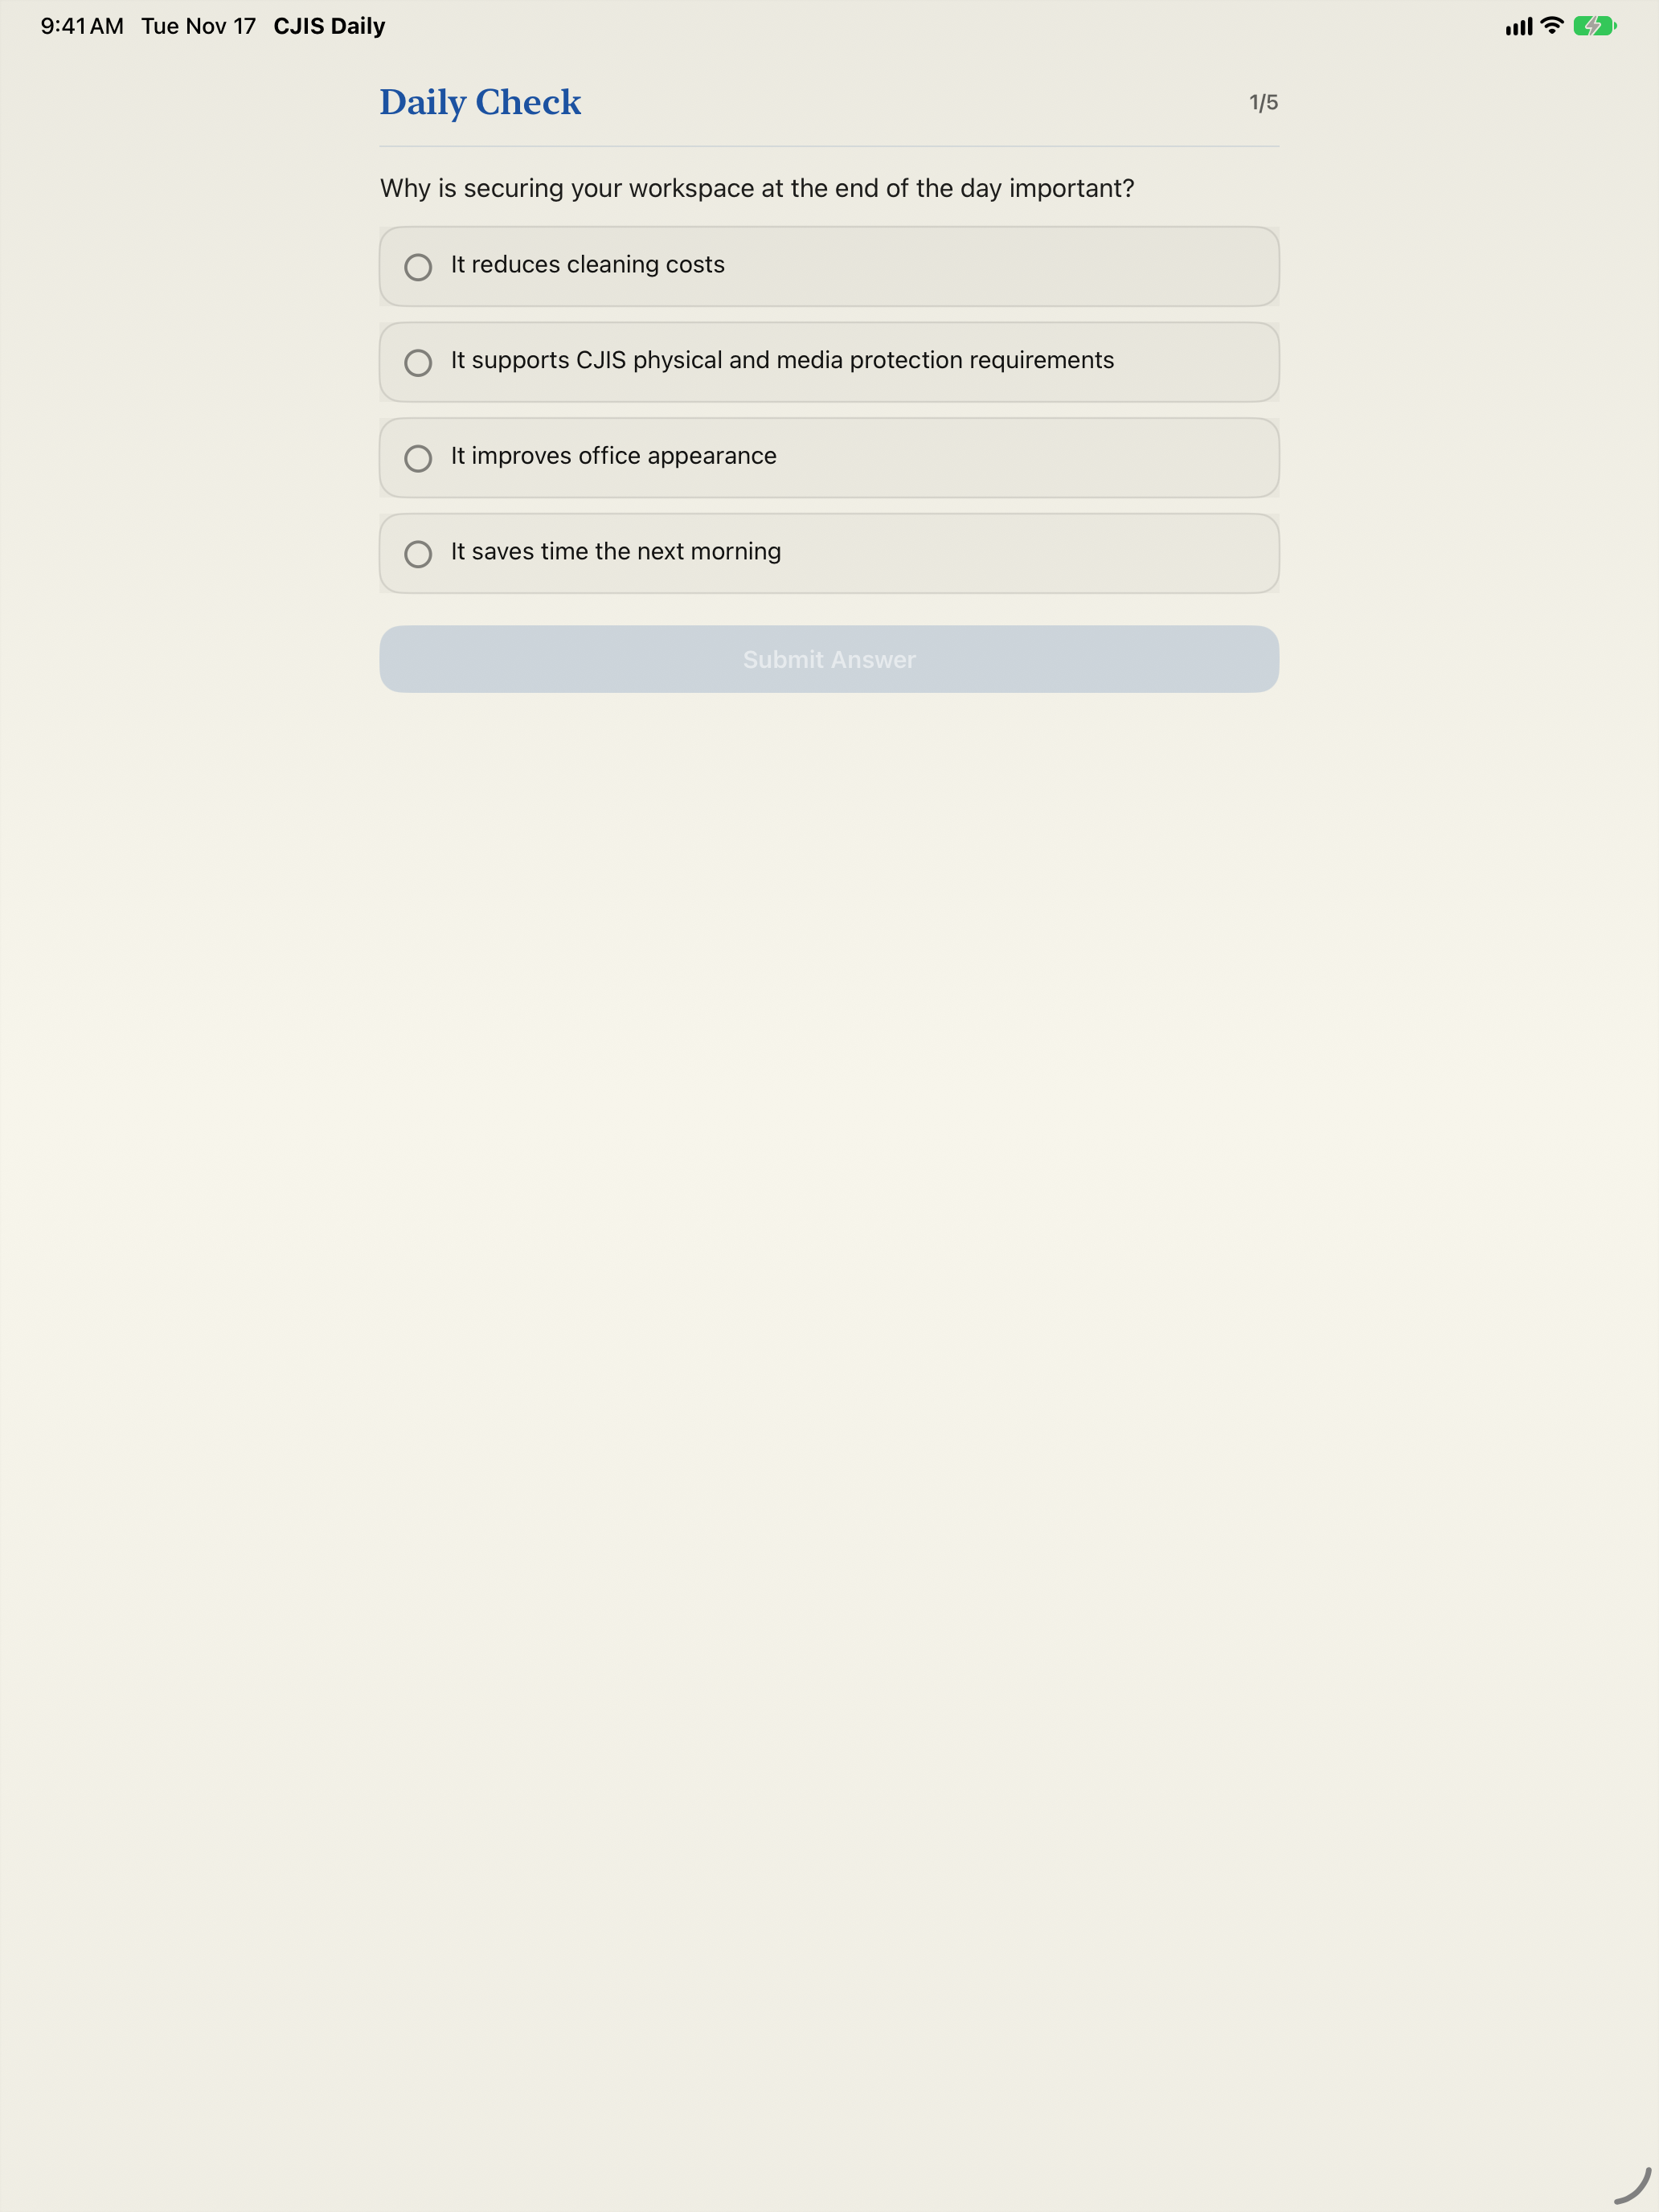 9:41 AM Tue Nov 17 CJIS Daily
Daily Check 1/5
Why is securing your workspace at the end of the day important?
It reduces cleaning costs
It supports CJIS physical and media protection requirements
It improves office appearance
It saves time the next morning
Submit Answer